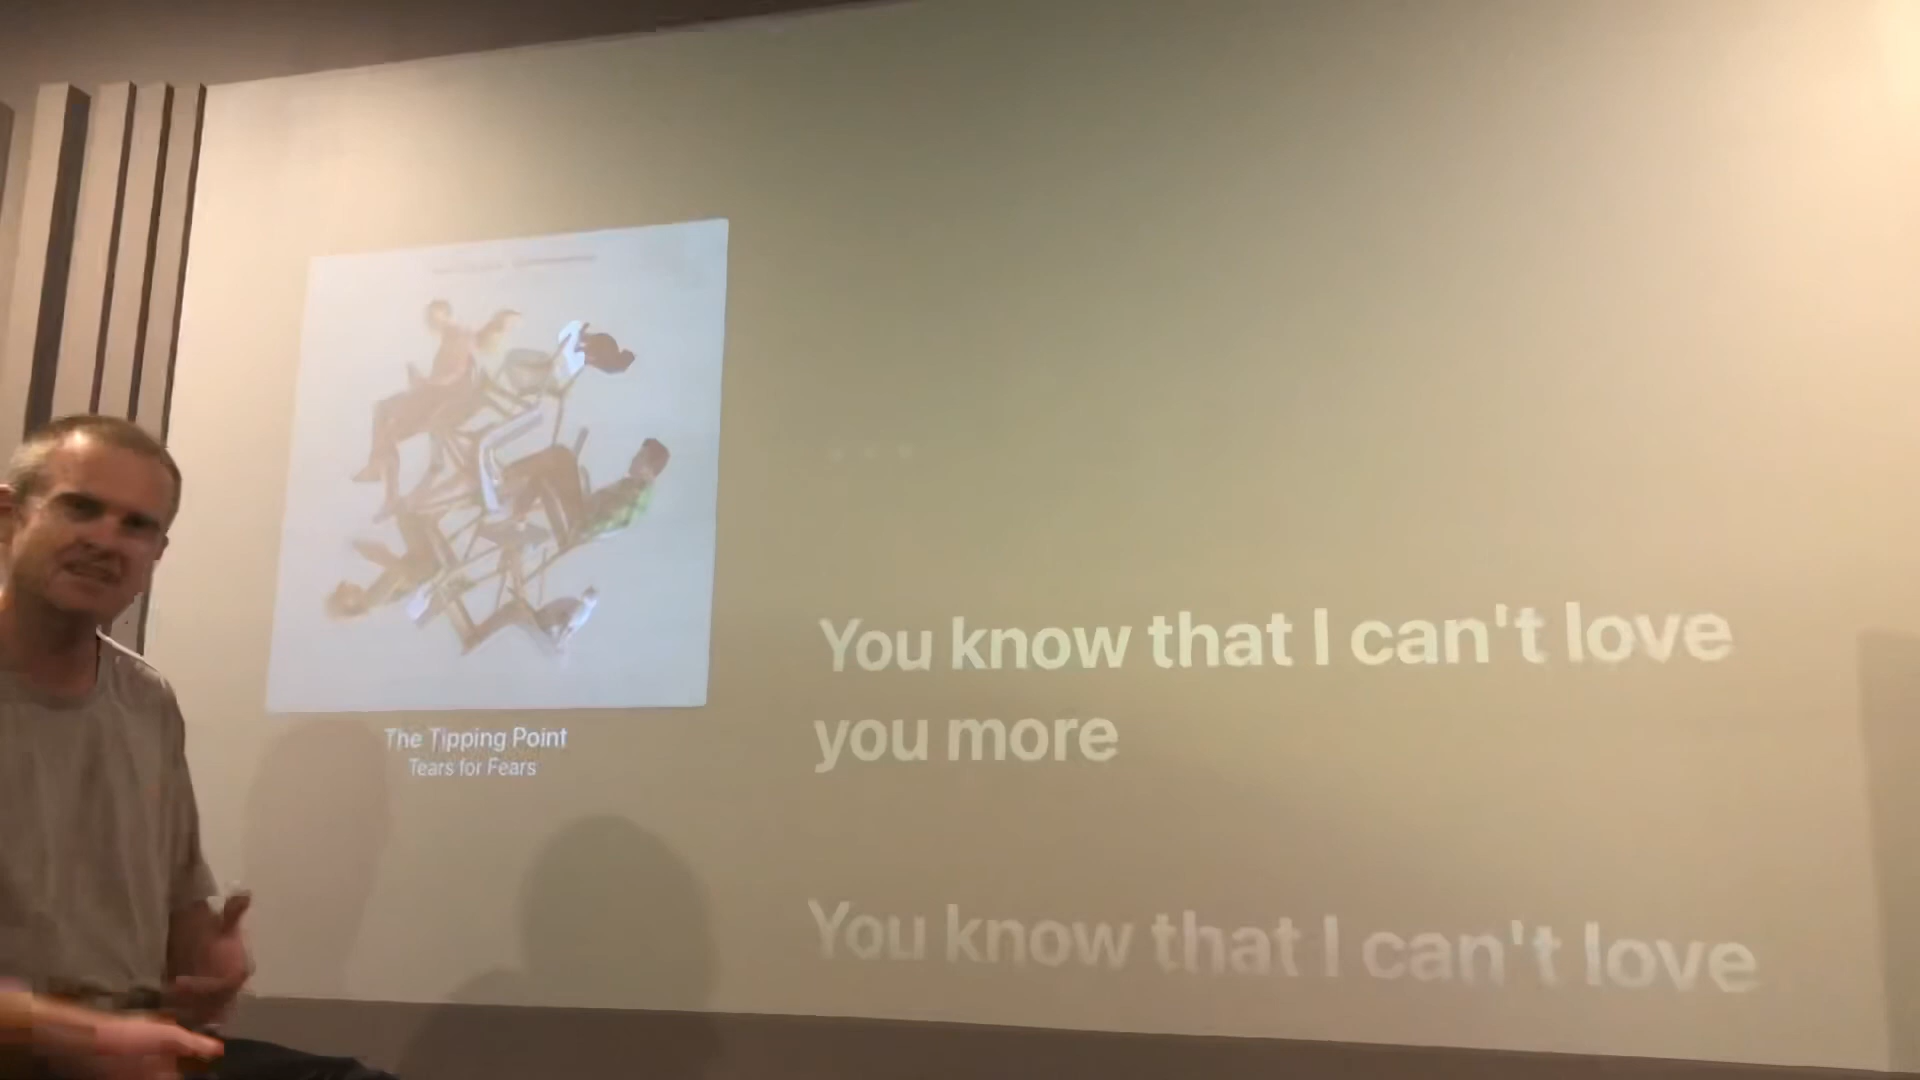 The Tipping Point
Tears for Fears
You know that I can't love
you more
You know that I can't love